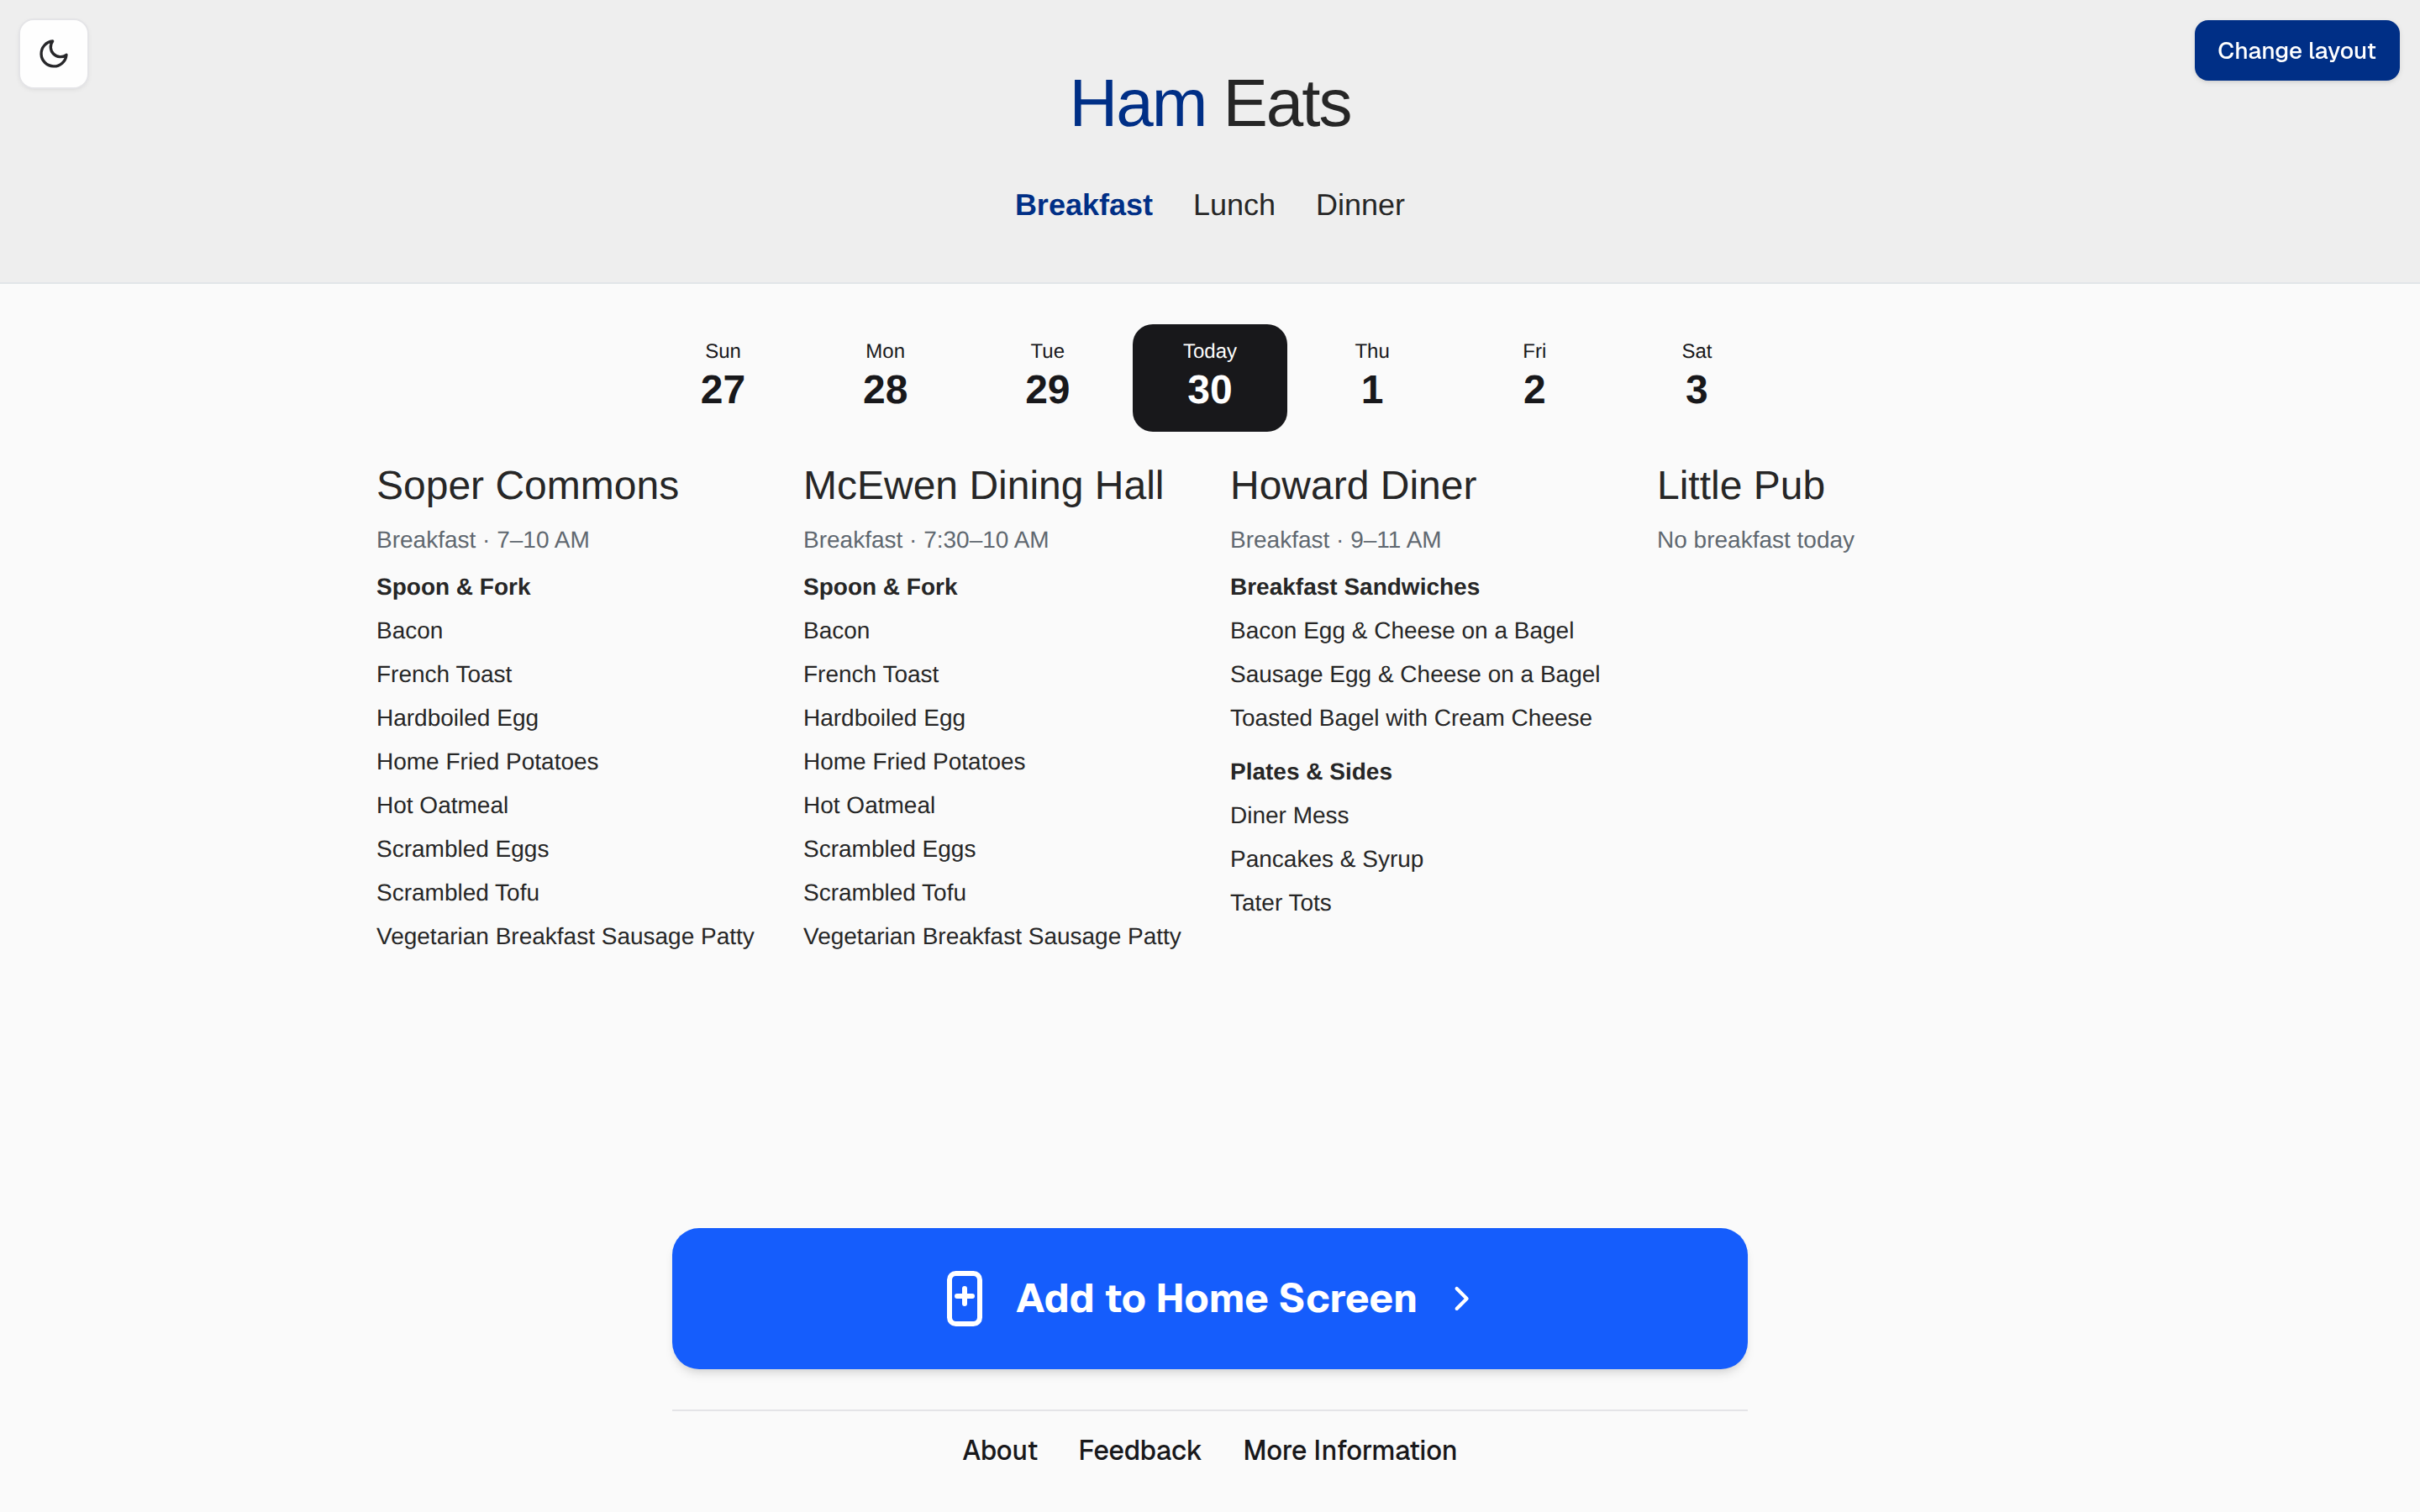 Change layout
Ham Eats
Breakfast Lunch Dinner
Sun Mon Tue Today Thu Fri Sat
27 28 29 30 1 2 3
Soper Commons
Breakfast · 7–10 AM
Spoon & Fork
Bacon
French Toast
Hardboiled Egg
Home Fried Potatoes
Hot Oatmeal
Scrambled Eggs
Scrambled Tofu
Vegetarian Breakfast Sausage Patty
McEwen Dining Hall
Breakfast · 7:30–10 AM
Spoon & Fork
Bacon
French Toast
Hardboiled Egg
Home Fried Potatoes
Hot Oatmeal
Scrambled Eggs
Scrambled Tofu
Vegetarian Breakfast Sausage Patty
Howard Diner
Breakfast · 9–11 AM
Breakfast Sandwiches
Bacon Egg & Cheese on a Bagel
Sausage Egg & Cheese on a Bagel
Toasted Bagel with Cream Cheese
Plates & Sides
Diner Mess
Pancakes & Syrup
Tater Tots
Little Pub
No breakfast today
Add to Home Screen
About Feedback More Information